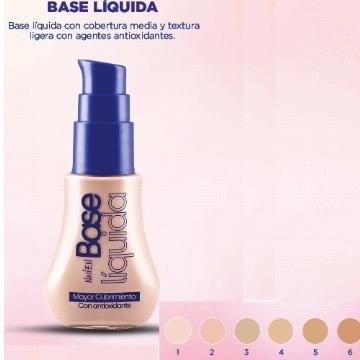 BASE LÍQUIDA
Base líquida con cobertura media y textura
ligera con agentes antioxidantes.
Nailen
Base
líquida
Mayor Cubrimiento
Con antioxidante
1 2 3 4 5 6